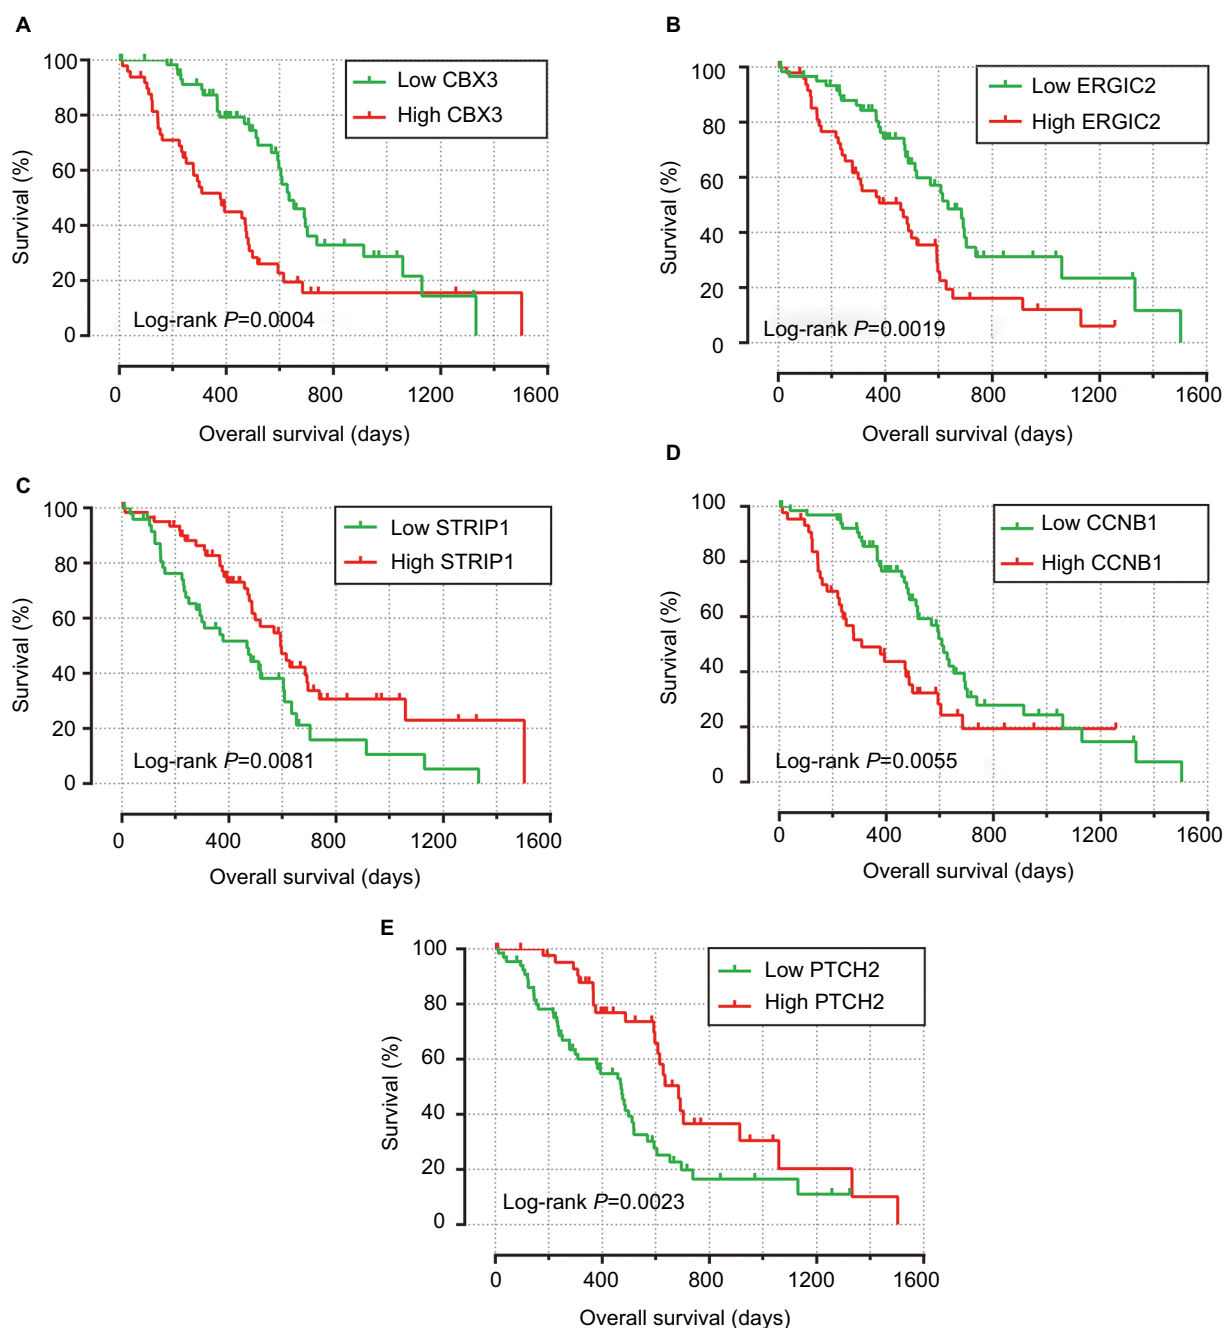 A
Survival (%)
100
80
60
40
20
0
Low CBX3
High CBX3
Log-rank P=0.0004
0 400 800 1200 1600
Overall survival (days)
B
Survival (%)
100
80
60
40
20
0
Low ERGIC2
High ERGIC2
Log-rank P=0.0019
0 400 800 1200 1600
Overall survival (days)
C
Survival (%)
100
80
60
40
20
0
Low STRIP1
High STRIP1
Log-rank P=0.0081
0 400 800 1200 1600
Overall survival (days)
D
Survival (%)
100
80
60
40
20
0
Low CCNB1
High CCNB1
Log-rank P=0.0055
0 400 800 1200 1600
Overall survival (days)
E
Survival (%)
100
80
60
40
20
0
Low PTCH2
High PTCH2
Log-rank P=0.0023
0 400 800 1200 1600
Overall survival (days)